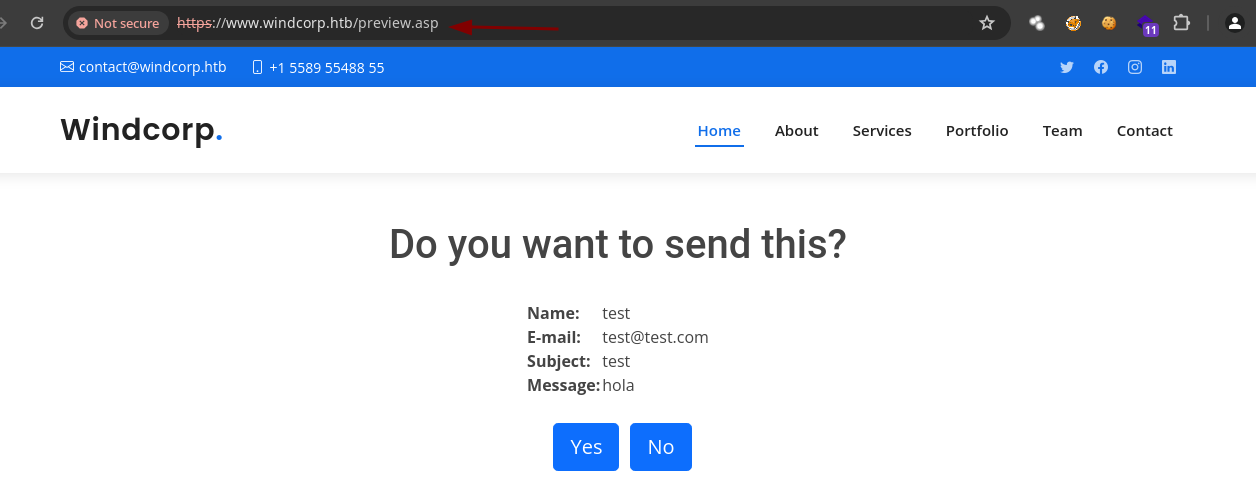 Not secure https://www.windcorp.htb/preview.asp 11
contact@windcorp.htb +1 5589 55488 55
Windcorp. Home About Services Portfolio Team Contact
Do you want to send this?
Name: test
E-mail: test@test.com
Subject: test
Message: hola
Yes No